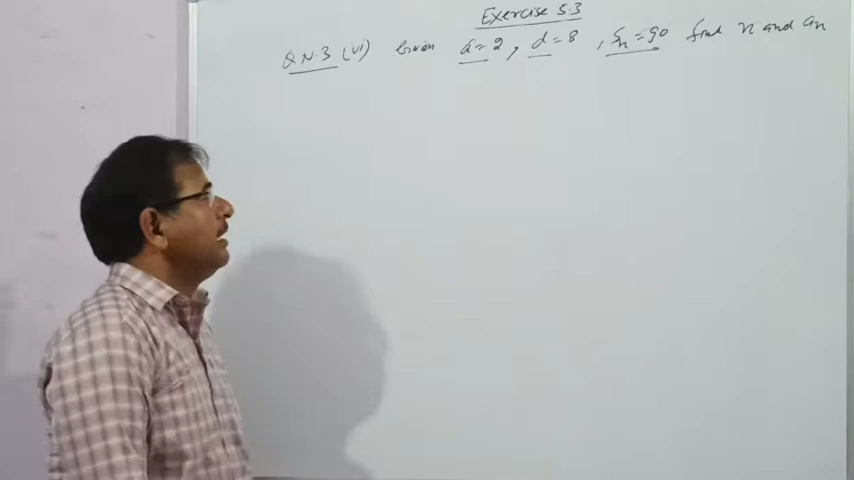 Exercise 5.3
Q.N.3 (vi) Given a=2, d=8, Sn=90 find n and an